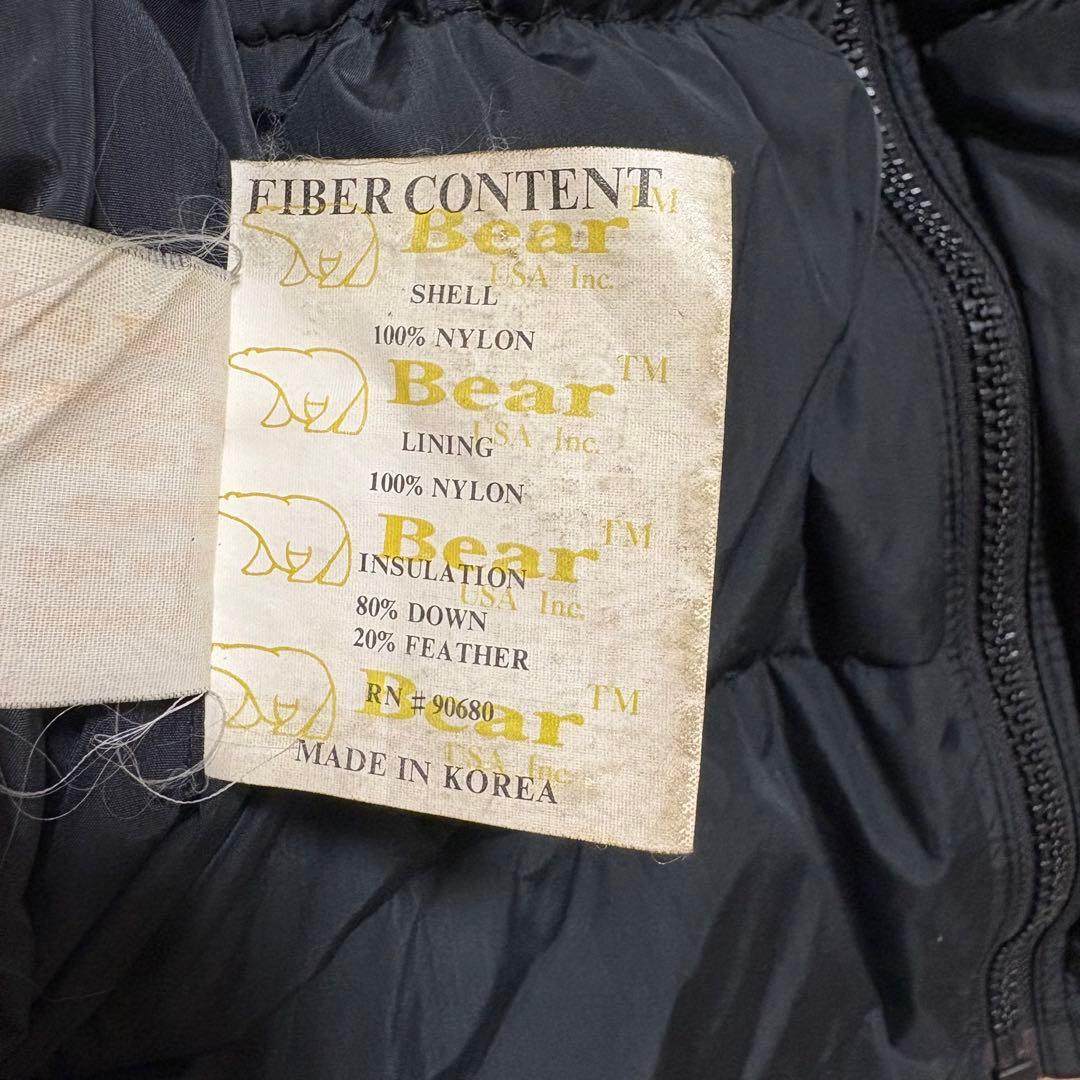 FIBER CONTENT
Bear TM
USA Inc.
SHELL
100% NYLON
Bear TM
USA Inc.
LINING
100% NYLON
Bear TM
USA Inc.
INSULATION
80% DOWN
20% FEATHER
Bear TM
RN # 90680
USA Inc.
MADE IN KOREA